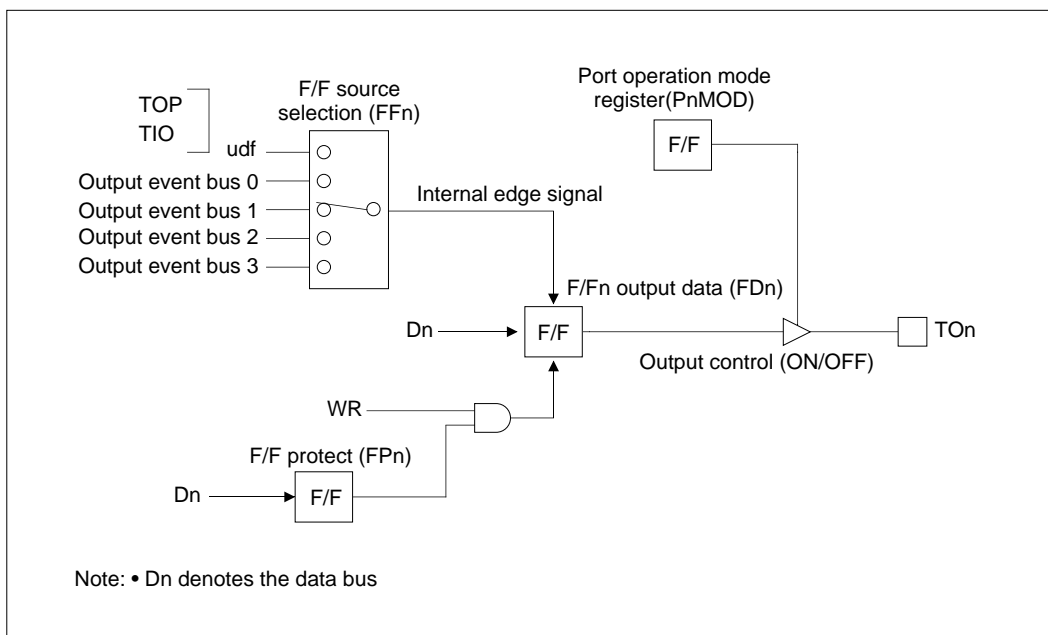 Port operation mode
register(PnMOD)
F/F
F/F source
selection (FFn)
TOP
TIO
udf
Output event bus 0
Output event bus 1
Output event bus 2
Output event bus 3
Internal edge signal
F/Fn output data (FDn)
Dn
F/F
TOn
Output control (ON/OFF)
WR
F/F protect (FPn)
Dn
F/F
Note: • Dn denotes the data bus